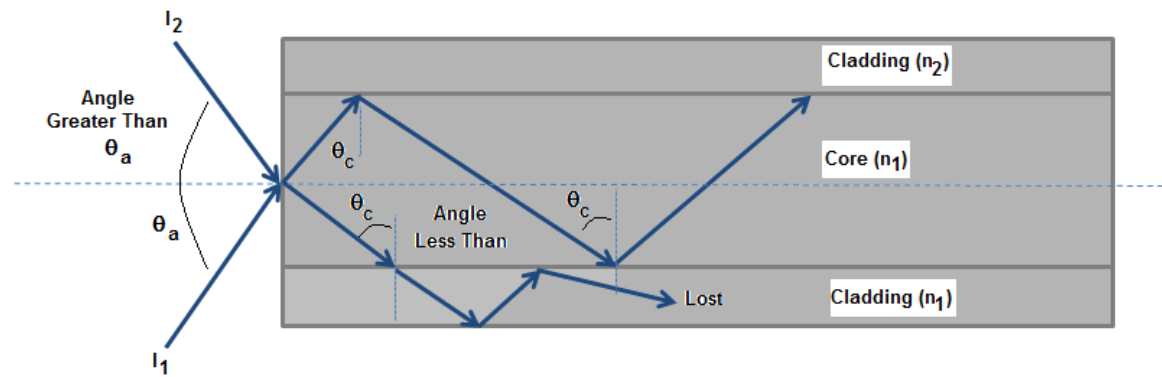 I₂
Angle
Greater Than
θₐ
θₐ
I₁
Cladding (n₂)
θc
Core (n₁)
θc
Angle
Less Than
θc
Lost
Cladding (n₁)